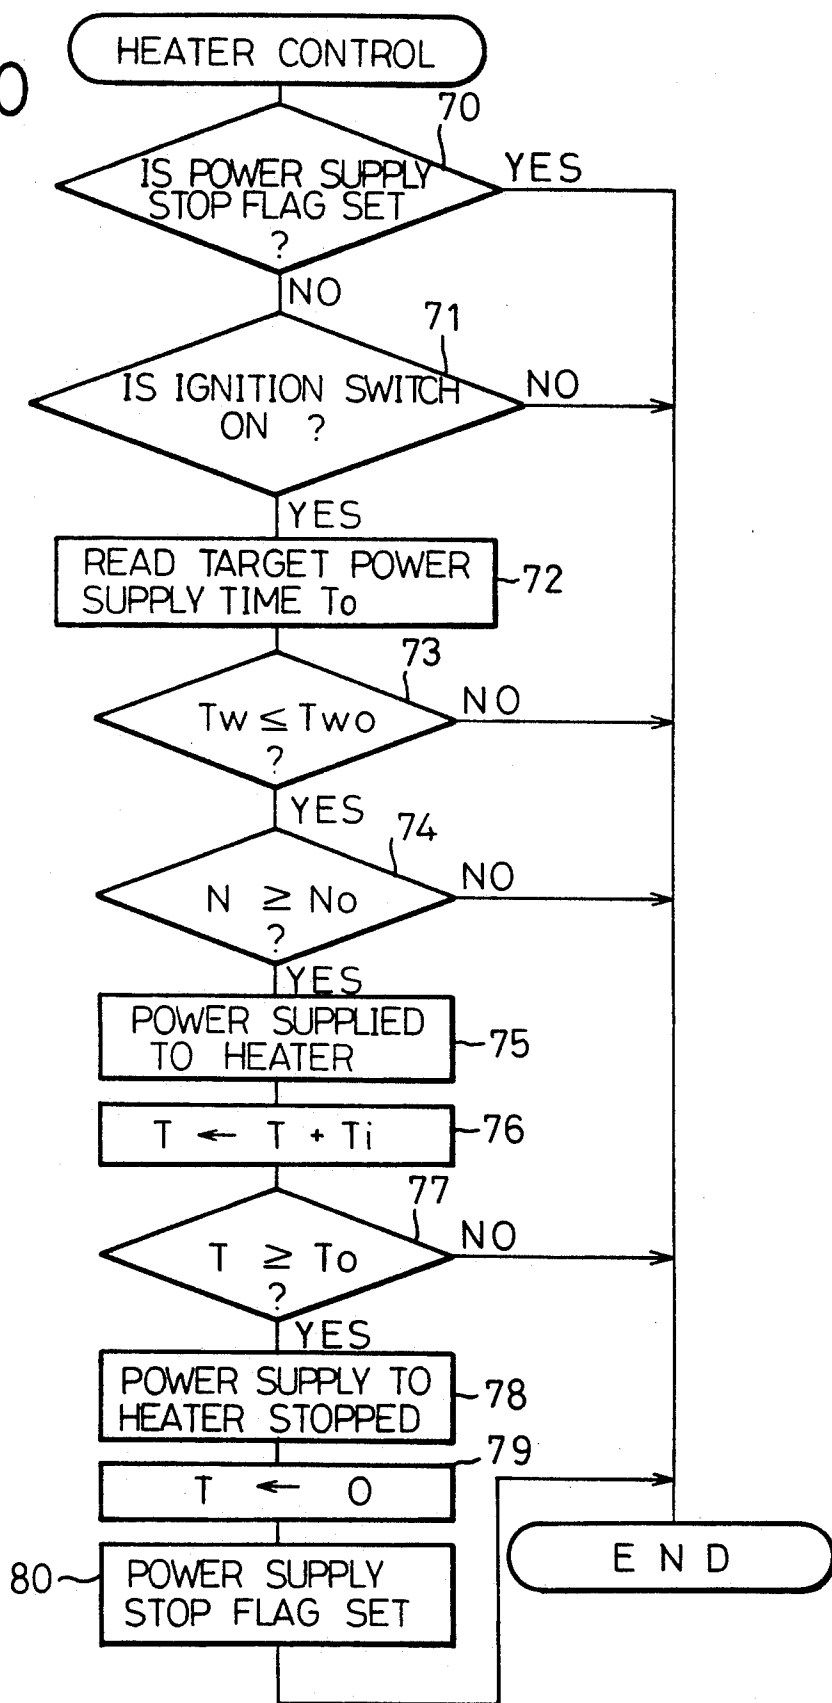 HEATER CONTROL
0
70
IS POWER SUPPLY
STOP FLAG SET
?
YES
NO
71
IS IGNITION SWITCH
ON ?
NO
YES
READ TARGET POWER
SUPPLY TIME To
72
73
Tw ≤ Two
?
NO
YES
74
N ≥ No
?
NO
YES
POWER SUPPLIED
TO HEATER
75
T ← T + Ti
76
77
T ≥ To
?
NO
YES
POWER SUPPLY TO
HEATER STOPPED
78
79
T ← 0
80
POWER SUPPLY
STOP FLAG SET
END